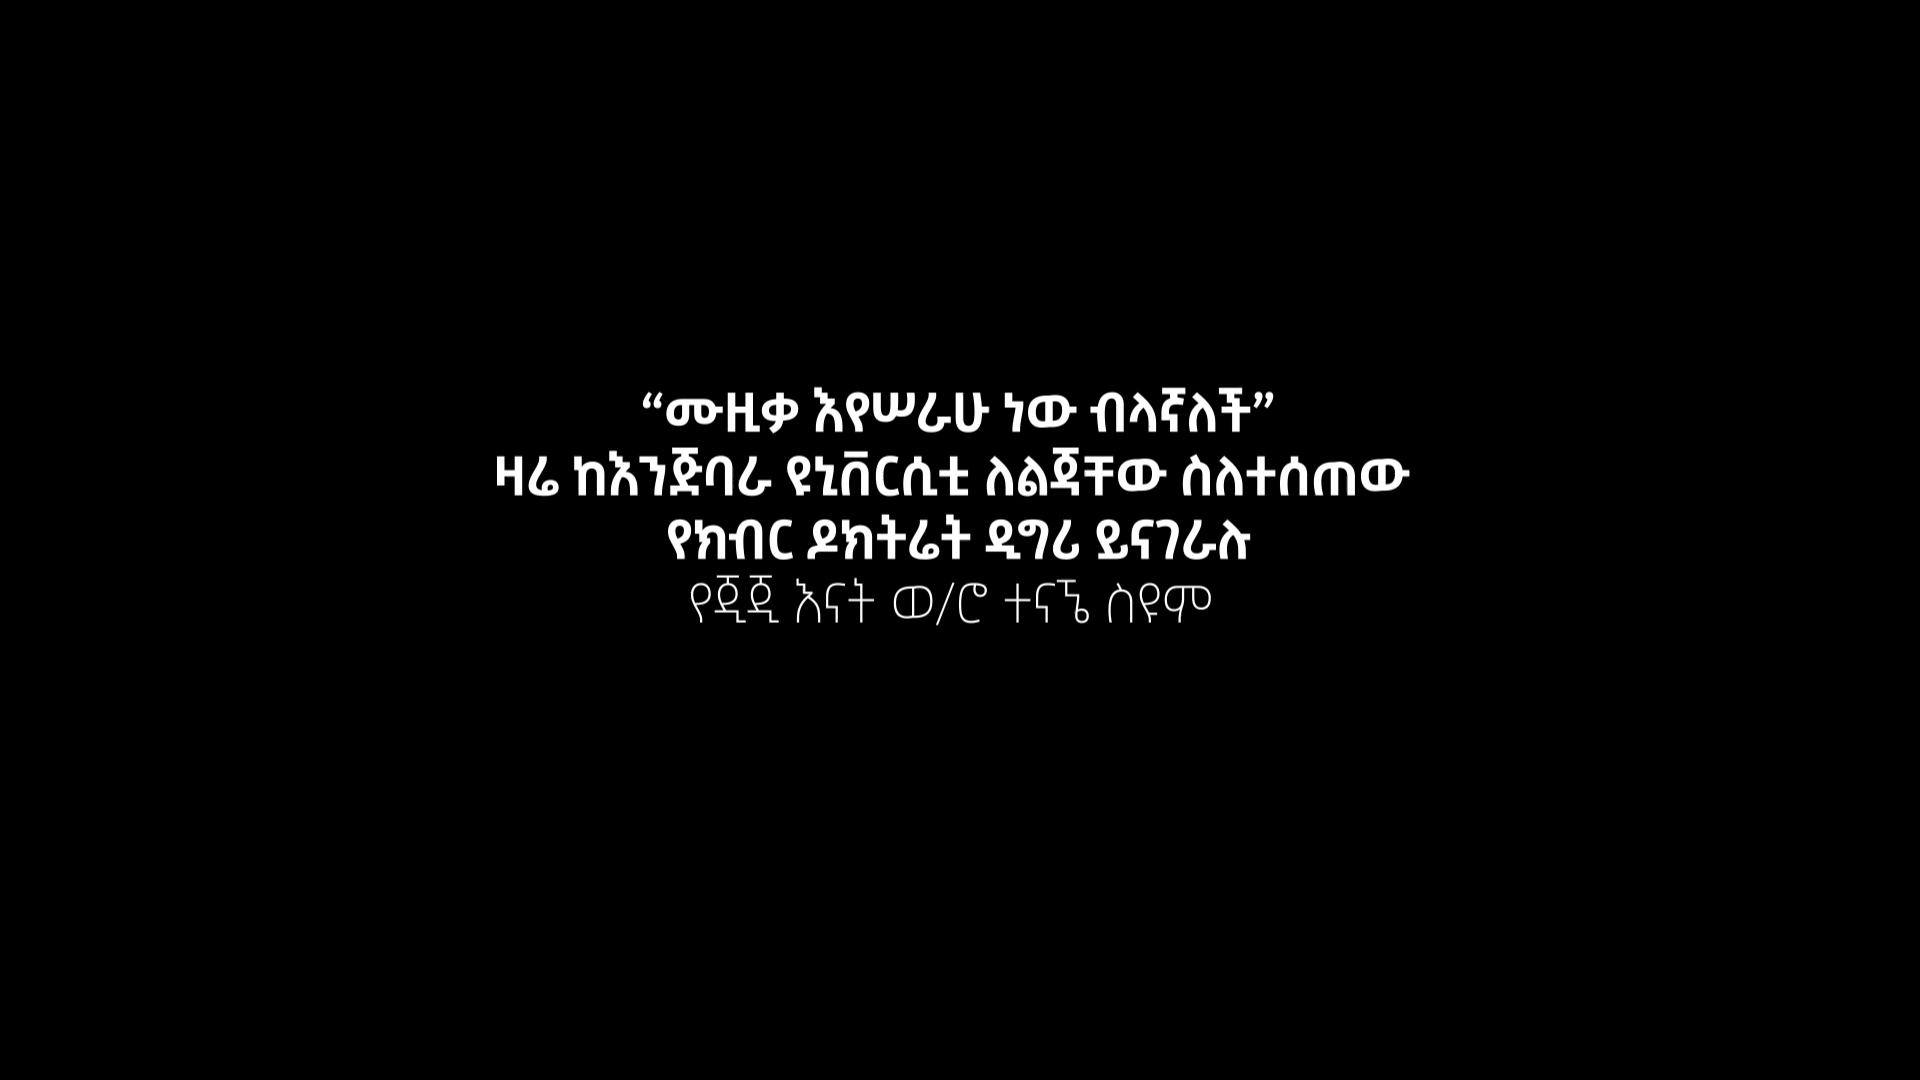 “ሙዚቃ እየሠራሁ ነው ብላኛለች”
ዛሬ ከእንጅባራ ዩኒቨርሲቲ ለልጃቸው ስለተሰጠው
የክብር ዶክትሬት ዲግሪ ይናገራሉ
የጂጂ እናት ወ/ሮ ተናኜ ስዩም